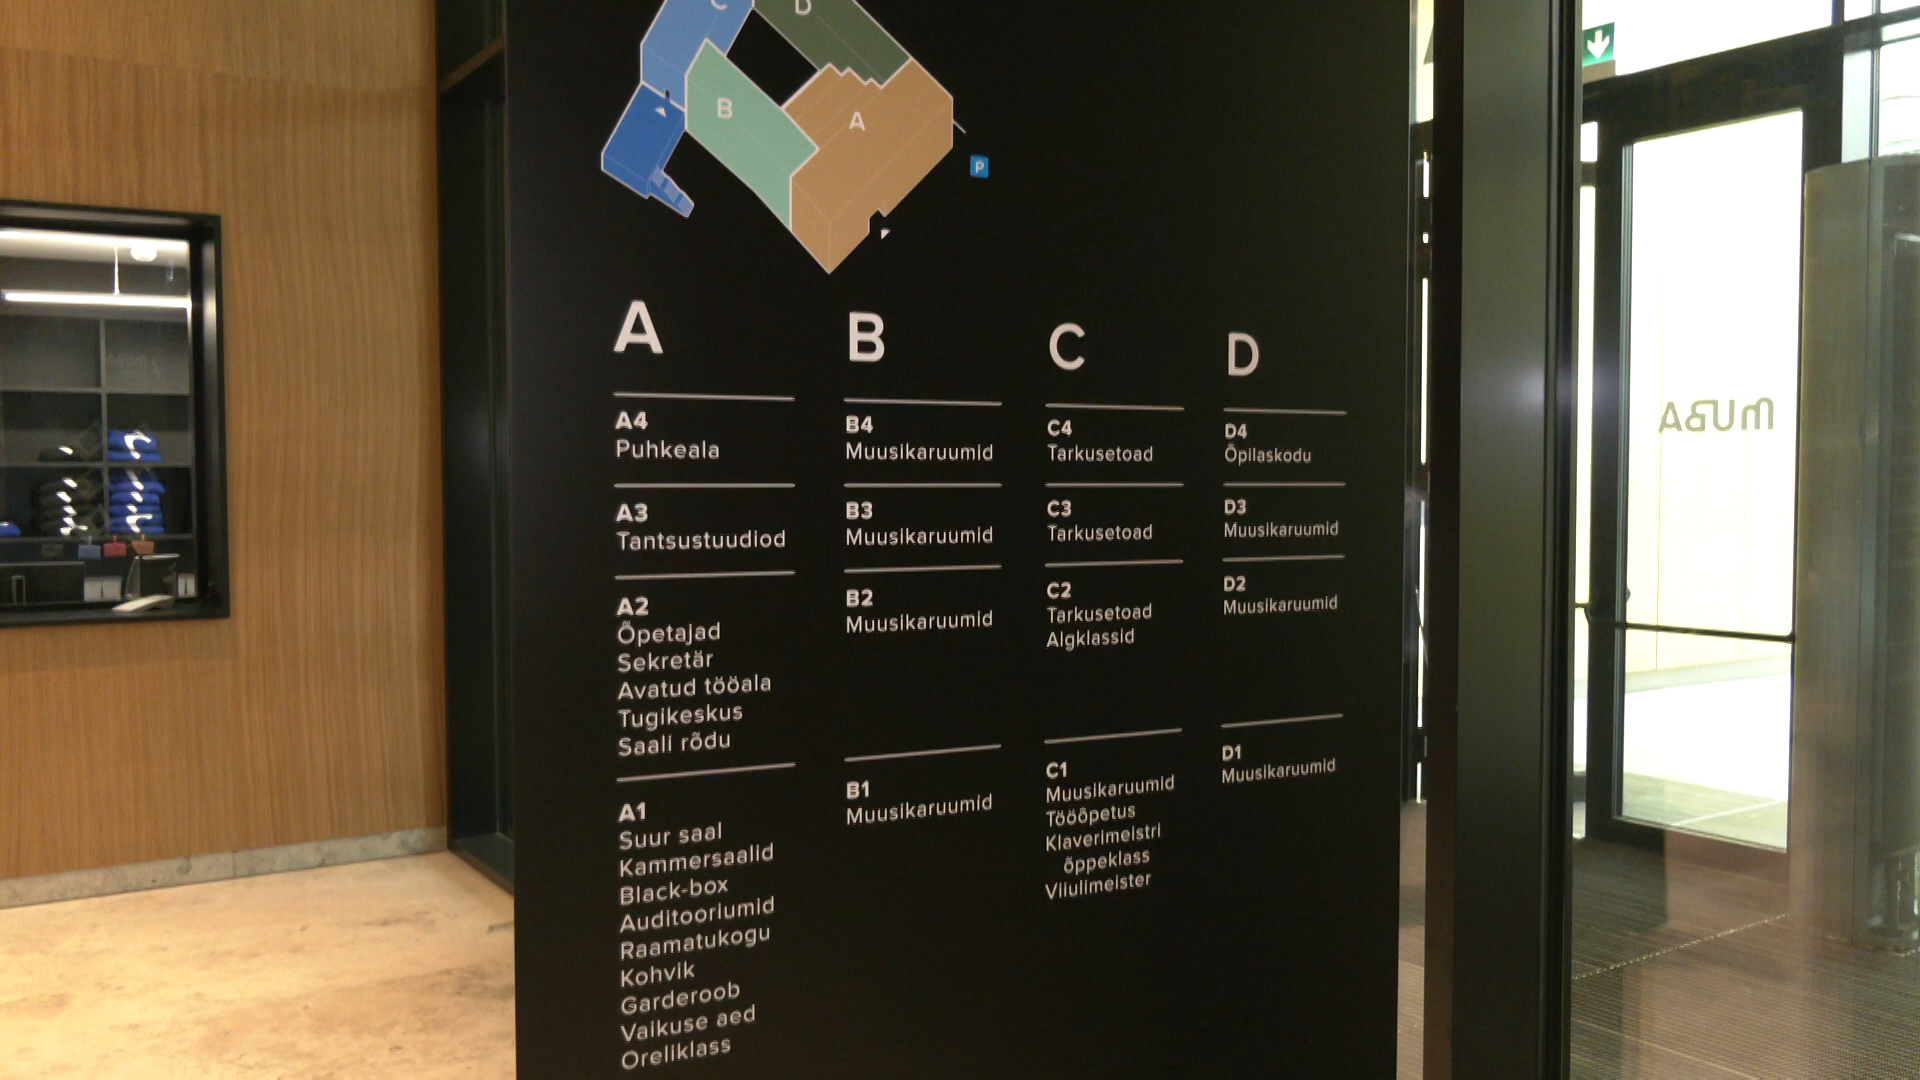 C
D
B
A
P
A
A4
Puhkeala
A3
Tantsustuudiod
A2
Õpetajad
Sekretär
Avatud tööala
Tugikeskus
Saali rõdu
A1
Suur saal
Kammersaalid
Black-box
Auditooriumid
Raamatukogu
Kohvik
Garderoob
Vaikuse aed
Oreliklass
B
B4
Muusikaruumid
B3
Muusikaruumid
B2
Muusikaruumid
B1
Muusikaruumid
C
C4
Tarkusetoad
C3
Tarkusetoad
C2
Tarkusetoad
Algklassid
C1
Muusikaruumid
Tööõpetus
Klaverimeistri
õppeklass
Viiulimeister
D
D4
Õpilaskodu
D3
Muusikaruumid
D2
Muusikaruumid
D1
Muusikaruumid
MUBA